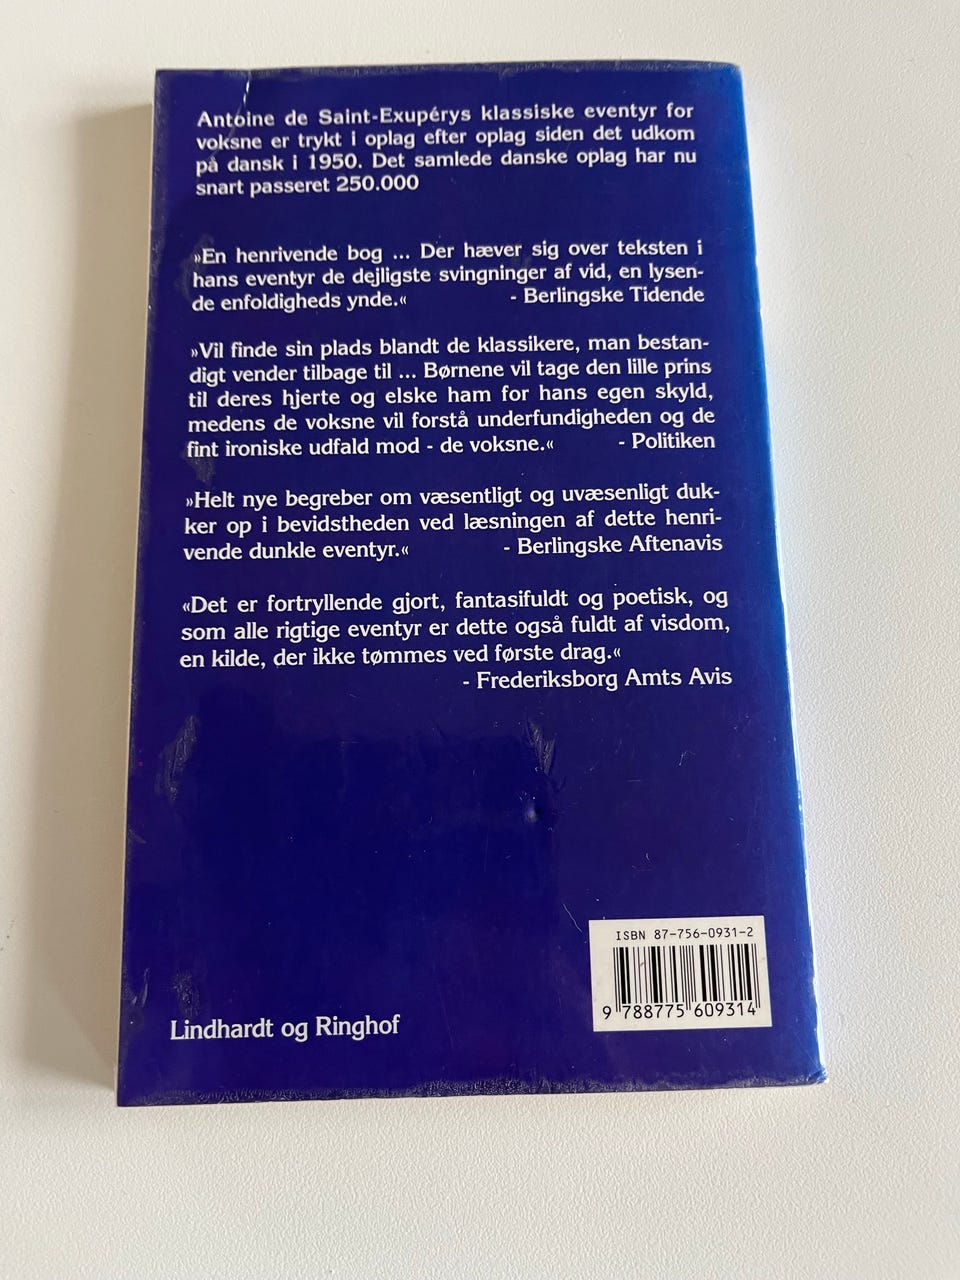 Antoine de Saint-Exupérys klassiske eventyr for
voksne er trykt i oplag efter oplag siden det udkom
på dansk i 1950. Det samlede danske oplag har nu
snart passeret 250.000
»En henrivende bog ... Der hæver sig over teksten i
hans eventyr de dejligste svingninger af vid, en lysen-
de enfoldigheds ynde.« - Berlingske Tidende
»Vil finde sin plads blandt de klassikere, man bestan-
digt vender tilbage til ... Børnene vil tage den lille prins
til deres hjerte og elske ham for hans egen skyld,
medens de voksne vil forstå underfundigheden og de
fint ironiske udfald mod - de voksne.« - Politiken
»Helt nye begreber om væsentligt og uvæsenligt duk-
ker op i bevidstheden ved læsningen af dette henri-
vende dunkle eventyr.« - Berlingske Aftenavis
«Det er fortryllende gjort, fantasifuldt og poetisk, og
som alle rigtige eventyr er dette også fuldt af visdom,
en kilde, der ikke tømmes ved første drag.«
- Frederiksborg Amts Avis
ISBN 87-756-0931-2
9 788775 609314
Lindhardt og Ringhof